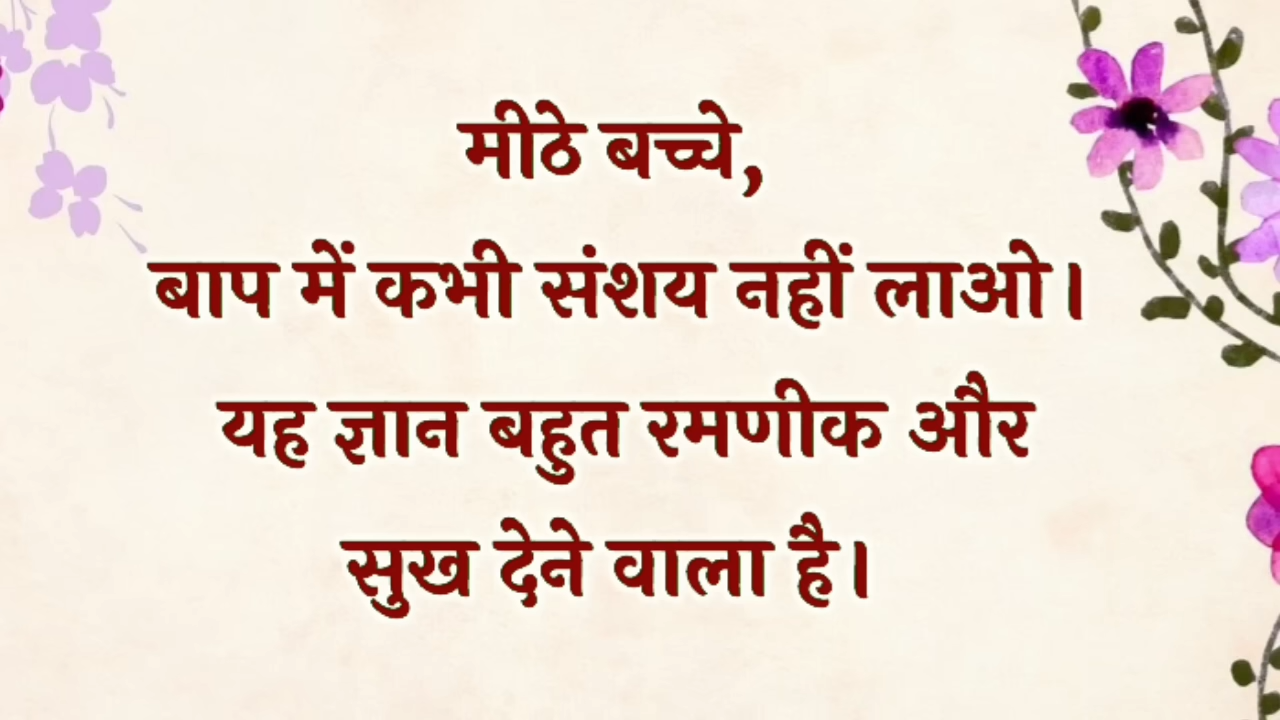 मीठे बच्चे,
बाप में कभी संशय नहीं लाओ।
यह ज्ञान बहुत रमणीक और
सुख देने वाला है।